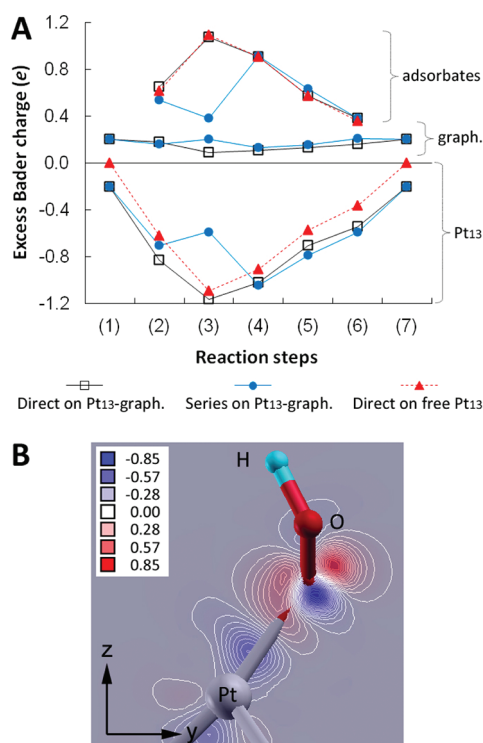 A
Excess Bader charge (e)
1.2
0.8
0.4
0.0
-0.4
-0.8
-1.2
adsorbates
graph.
Pt13
(1) (2) (3) (4) (5) (6) (7)
Reaction steps
Direct on Pt13-graph. Series on Pt13-graph. Direct on free Pt13
B
-0.85
-0.57
-0.28
0.00
0.28
0.57
0.85
H
O
Pt
z
y